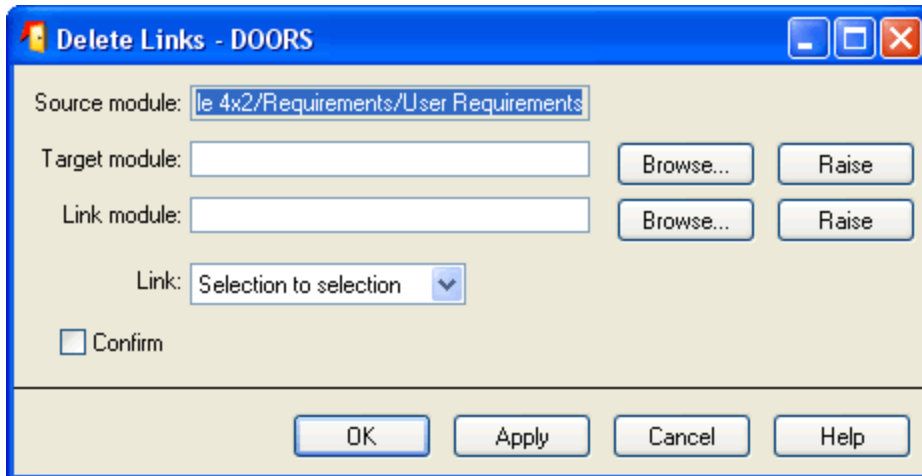 Delete Links - DOORS
Source module: le 4x2/Requirements/User Requirements
Target module: Browse... Raise
Link module: Browse... Raise
Link: Selection to selection
Confirm
OK Apply Cancel Help